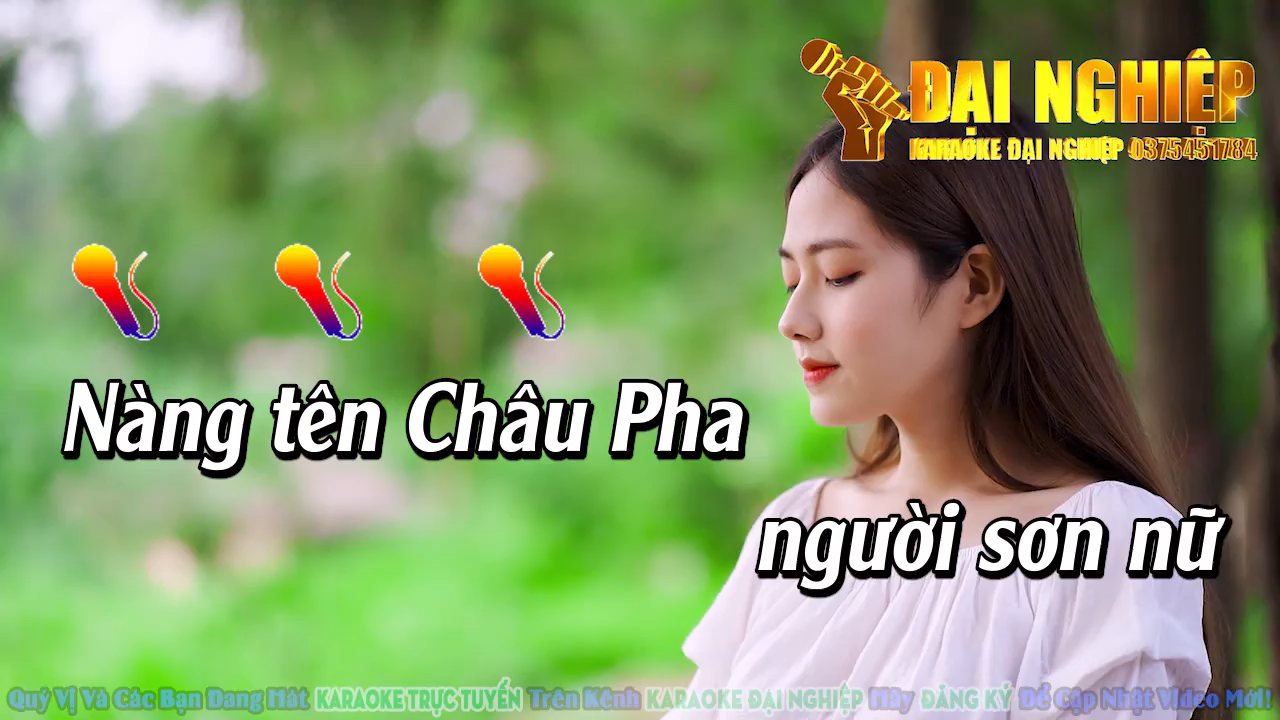 ĐẠI NGHIỆP
KARAOKE ĐẠI NGHIỆP 0375451784
Nàng tên Châu Pha
người sơn nữ
Quý Vị Và Các Bạn Đang Hát KARAOKE TRỰC TUYẾN Trên Kênh KARAOKE ĐẠI NGHIỆP Hãy ĐĂNG KÝ Để Cập Nhật Video Mới!